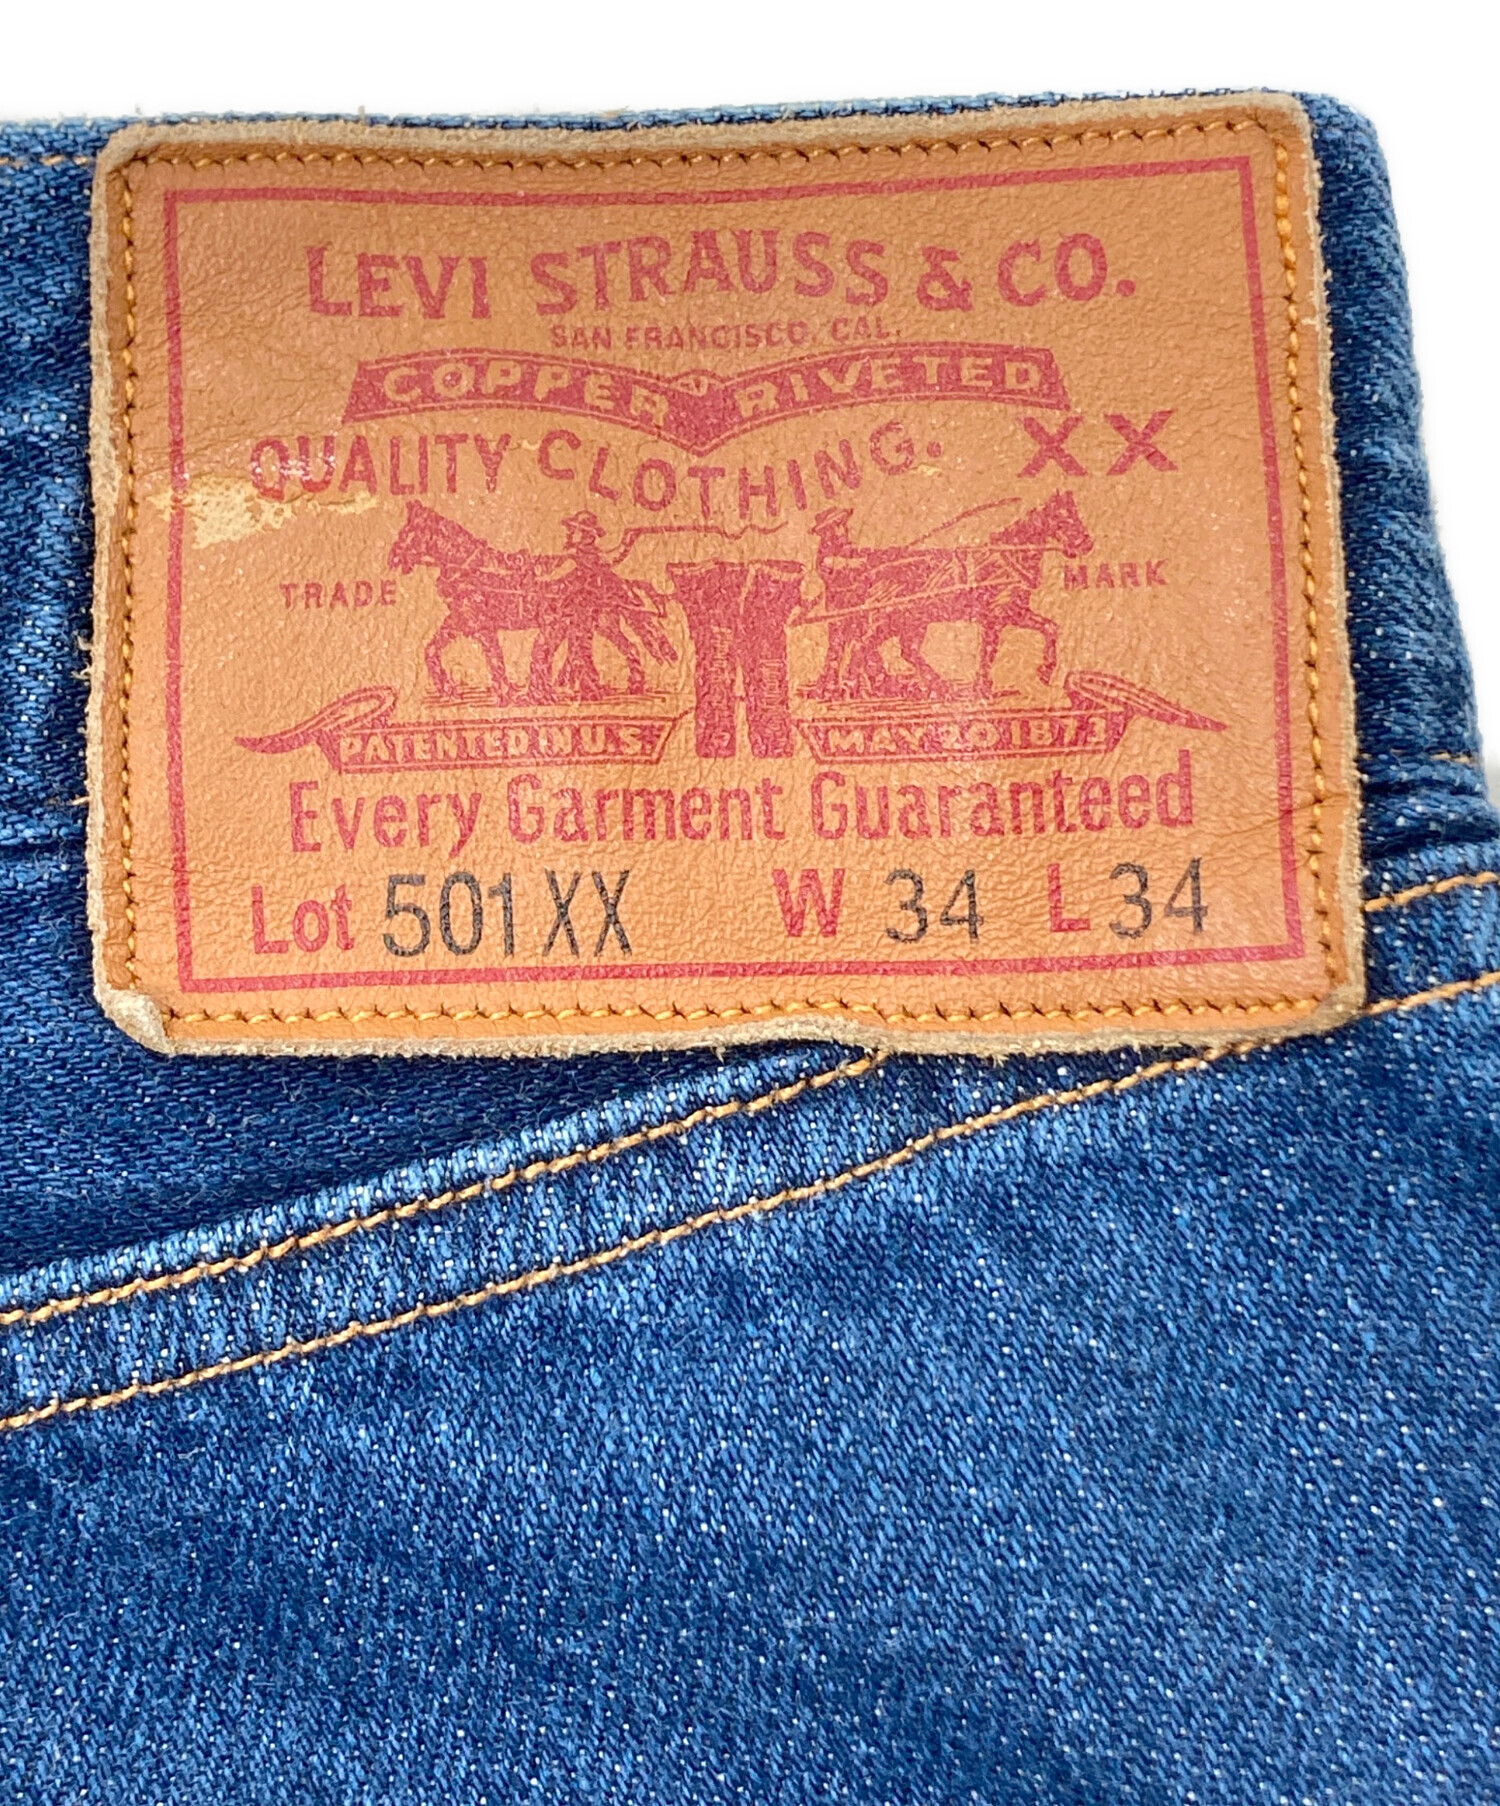 LEVI STRAUSS & CO.
SAN FRANCISCO, CAL.
COPPER RIVETED
QUALITY CLOTHING. XX
TRADE MARK
PATENTED IN U.S. MAY 20 1873
Every Garment Guaranteed
Lot 501XX W 34 L 34